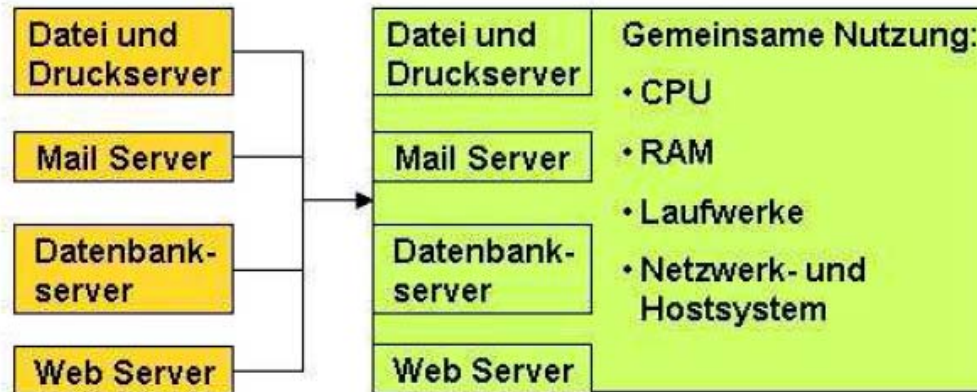 Datei und
Druckserver
Mail Server
Datenbank-
server
Web Server
Datei und
Druckserver
Mail Server
Datenbank-
server
Web Server
Gemeinsame Nutzung:
• CPU
• RAM
• Laufwerke
• Netzwerk- und
Hostsystem